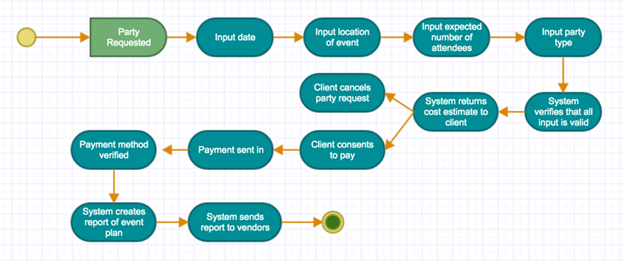 Party
Requested
Input date
Input location
of event
Input expected
number of
attendees
Input party
type
Client cancels
party request
System returns
cost estimate to
client
System
verifies that all
input is valid
Payment method
verified
Payment sent in
Client consents
to pay
System creates
report of event
plan
System sends
report to vendors